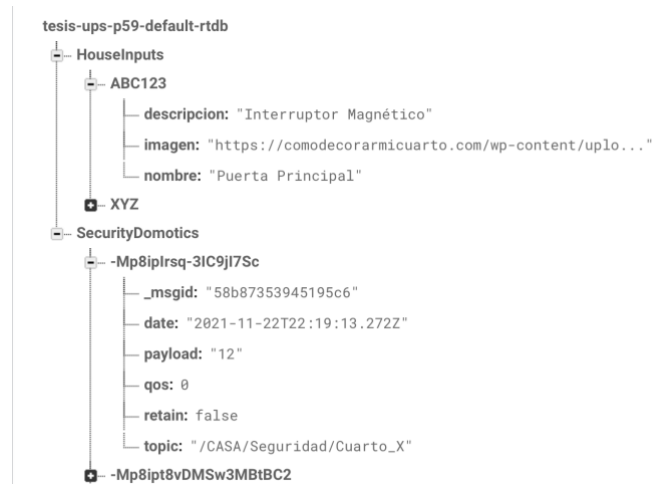 tesis-ups-p59-default-rtdb
HouseInputs
ABC123
descripcion: "Interruptor Magnético"
imagen: "https://comodecorarmicuarto.com/wp-content/uplo..."
nombre: "Puerta Principal"
XYZ
SecurityDomotics
-Mp8ipIrsq-3IC9jI7Sc
_msgid: "58b87353945195c6"
date: "2021-11-22T22:19:13.272Z"
payload: "12"
qos: 0
retain: false
topic: "/CASA/Seguridad/Cuarto_X"
-Mp8ipt8vDMSw3MBtBC2